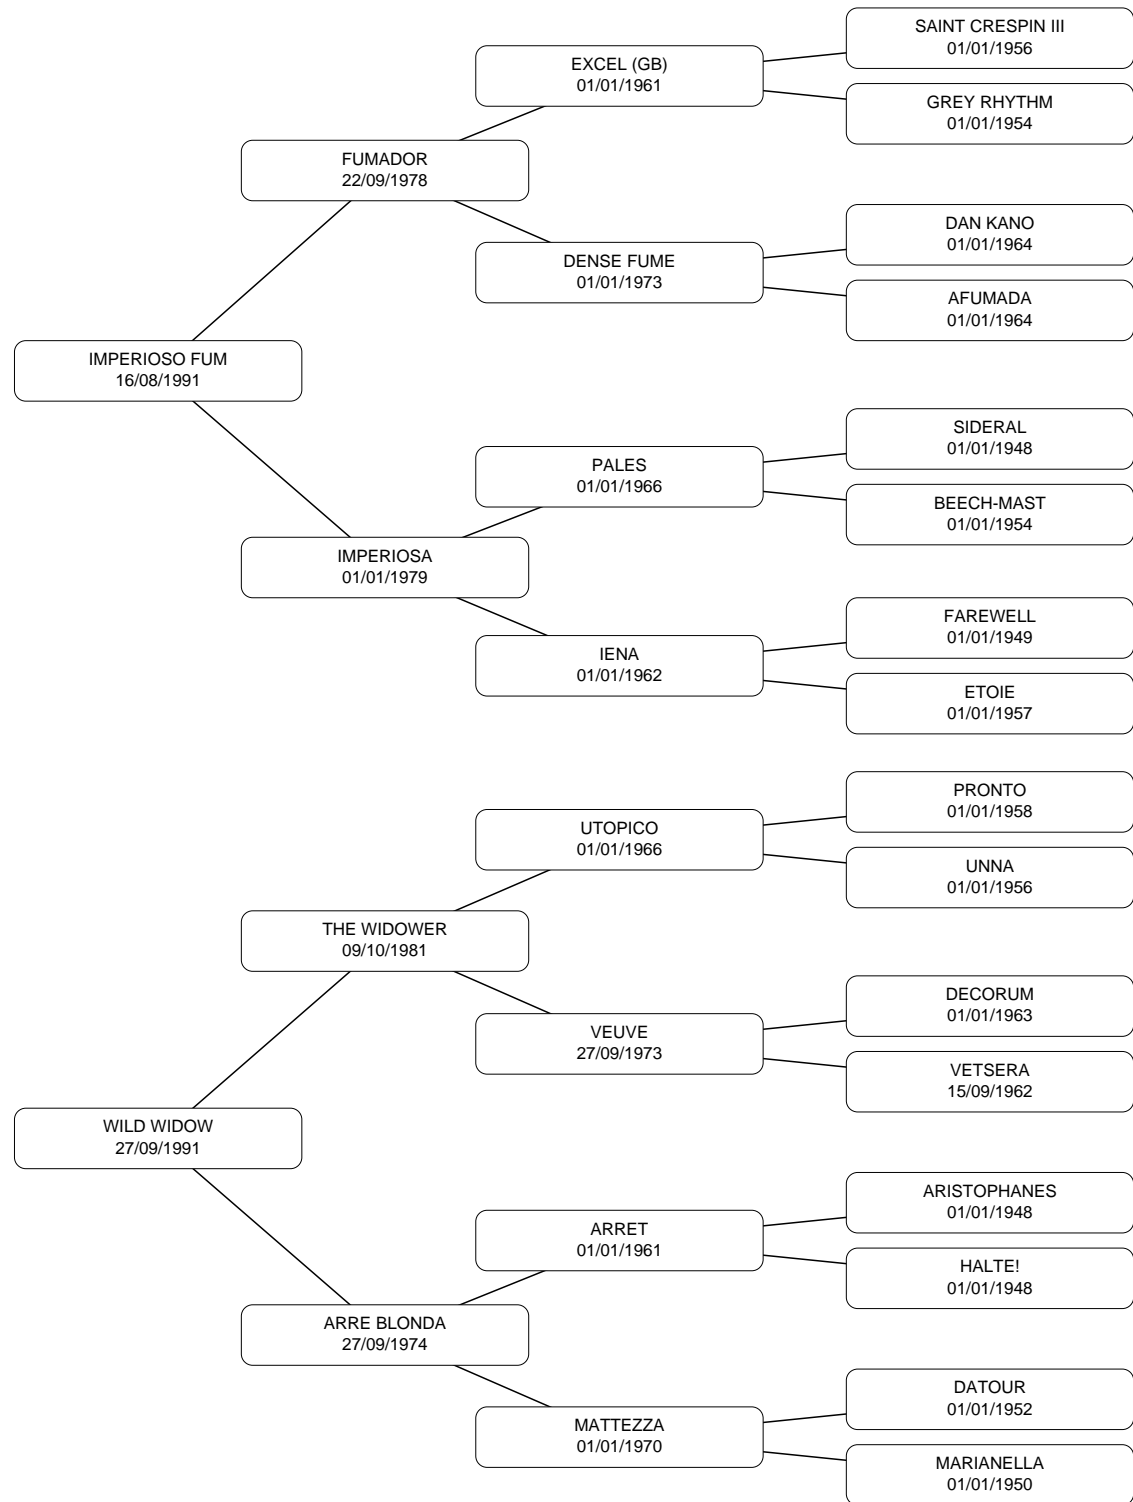 SAINT CRESPIN III
01/01/1956
EXCEL (GB)
01/01/1961
GREY RHYTHM
01/01/1954
FUMADOR
22/09/1978
DAN KANO
01/01/1964
DENSE FUME
01/01/1973
AFUMADA
01/01/1964
IMPERIOSO FUM
16/08/1991
SIDERAL
01/01/1948
PALES
01/01/1966
BEECH-MAST
01/01/1954
IMPERIOSA
01/01/1979
FAREWELL
01/01/1949
IENA
01/01/1962
ETOIE
01/01/1957
PRONTO
01/01/1958
UTOPICO
01/01/1966
UNNA
01/01/1956
THE WIDOWER
09/10/1981
DECORUM
01/01/1963
VEUVE
27/09/1973
VETSERA
15/09/1962
WILD WIDOW
27/09/1991
ARISTOPHANES
01/01/1948
ARRET
01/01/1961
HALTE!
01/01/1948
ARRE BLONDA
27/09/1974
DATOUR
01/01/1952
MATTEZZA
01/01/1970
MARIANELLA
01/01/1950